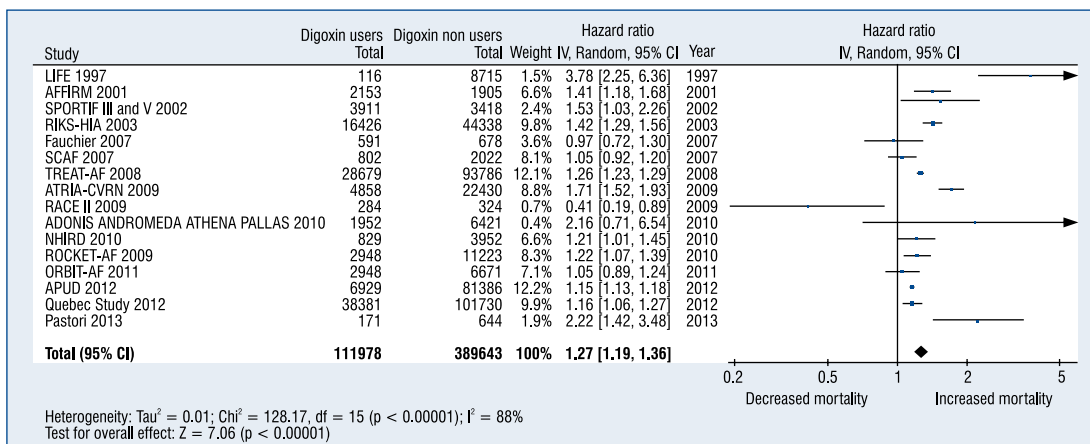 Digoxin users Digoxin non users Hazard ratio Hazard ratio
Study Total Total Weight IV, Random, 95% CI Year IV, Random, 95% CI
LIFE 1997 116 8715 1.5% 3.78 [2.25, 6.36] 1997
AFFIRM 2001 2153 1905 6.6% 1.41 [1.18, 1.68] 2001
SPORTIF III and V 2002 3911 3418 2.4% 1.53 [1.03, 2.26] 2002
RIKS-HIA 2003 16426 44338 9.8% 1.42 [1.29, 1.56] 2003
Fauchier 2007 591 678 3.6% 0.97 [0.72, 1.30] 2007
SCAF 2007 802 2022 8.1% 1.05 [0.92, 1.20] 2007
TREAT-AF 2008 28679 93786 12.1% 1.26 [1.23, 1.29] 2008
ATRIA-CVRN 2009 4858 22430 8.8% 1.71 [1.52, 1.93] 2009
RACE II 2009 284 324 0.7% 0.41 [0.19, 0.89] 2009
ADONIS ANDROMEDA ATHENA PALLAS 2010 1952 6421 0.4% 2.16 [0.71, 6.54] 2010
NHIRD 2010 829 3952 6.6% 1.21 [1.01, 1.45] 2010
ROCKET-AF 2009 2948 11223 8.3% 1.22 [1.07, 1.39] 2010
ORBIT-AF 2011 2948 6671 7.1% 1.05 [0.89, 1.24] 2011
APUD 2012 6929 81386 12.2% 1.15 [1.13, 1.18] 2012
Quebec Study 2012 38381 101730 9.9% 1.16 [1.06, 1.27] 2012
Pastori 2013 171 644 1.9% 2.22 [1.42, 3.48] 2013
Total (95% CI) 111978 389643 100% 1.27 [1.19, 1.36]
0.2 0.5 1 2 5
Decreased mortality Increased mortality
Heterogeneity: Tau² = 0.01; Chi² = 128.17, df = 15 (p < 0.00001); I² = 88%
Test for overall effect: Z = 7.06 (p < 0.00001)